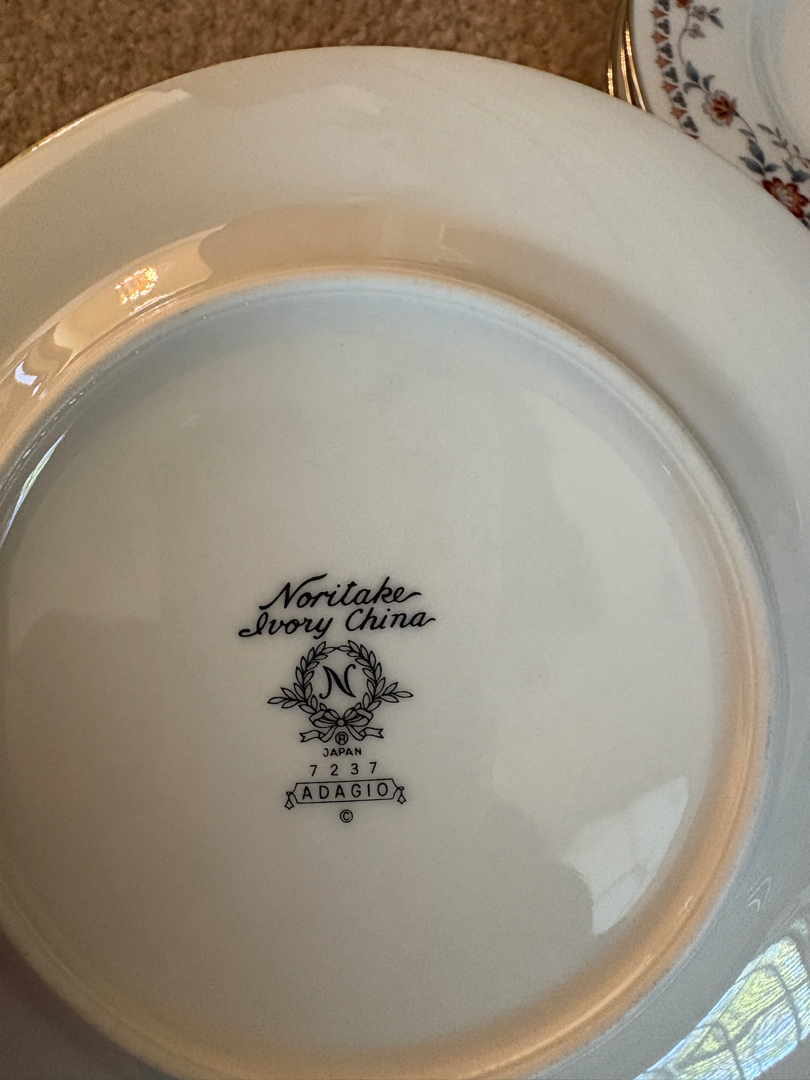 Noritake
Ivory China
N
®
JAPAN
7237
ADAGIO
©